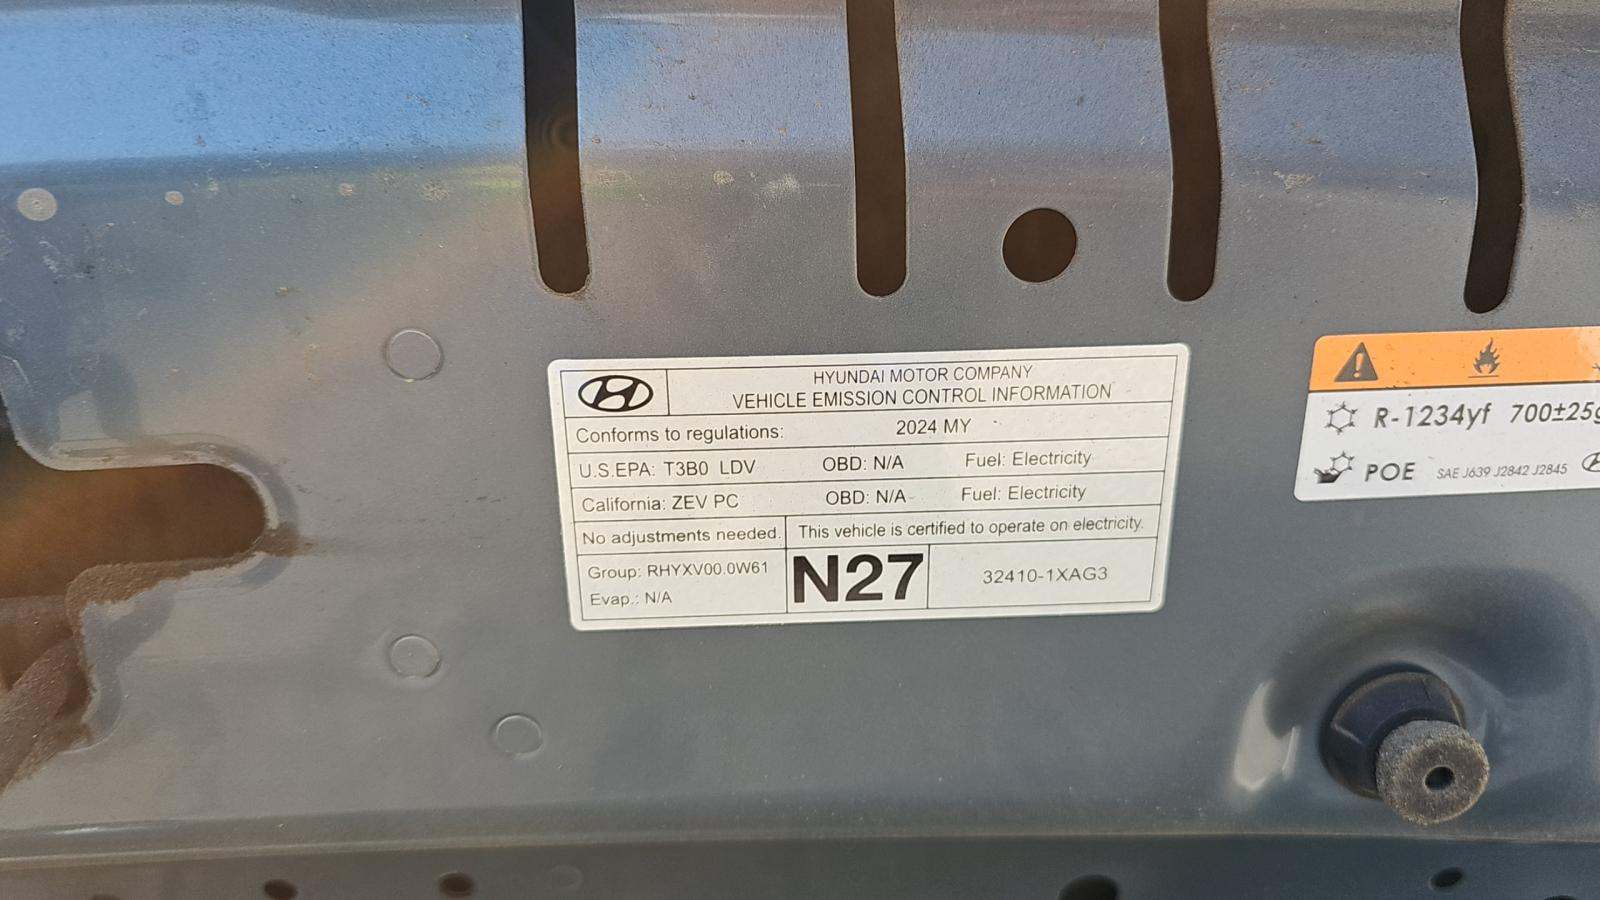 HYUNDAI MOTOR COMPANY
VEHICLE EMISSION CONTROL INFORMATION
Conforms to regulations: 2024 MY
U.S.EPA: T3B0 LDV OBD: N/A Fuel: Electricity
California: ZEV PC OBD: N/A Fuel: Electricity
No adjustments needed. This vehicle is certified to operate on electricity.
Group: RHYXV00.0W61
Evap.: N/A
N27
32410-1XAG3
R-1234yf 700±25g
POE SAE J639 J2842 J2845